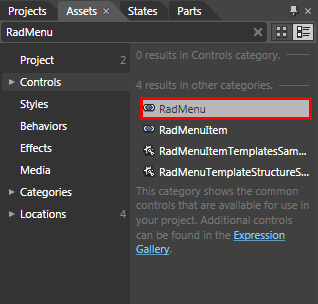 Projects Assets × States Parts
RadMenu
0 results in Controls category.
Project 2
Controls
Styles
Behaviors
Effects
Media
Categories
Locations 4
4 results in other categories.
RadMenu
RadMenuItem
RadMenuItemTemplatesSam...
RadMenuTemplateStructureS...
This category shows the common
controls that are available for use in
your project. Additional controls
can be found in the Expression
Gallery.